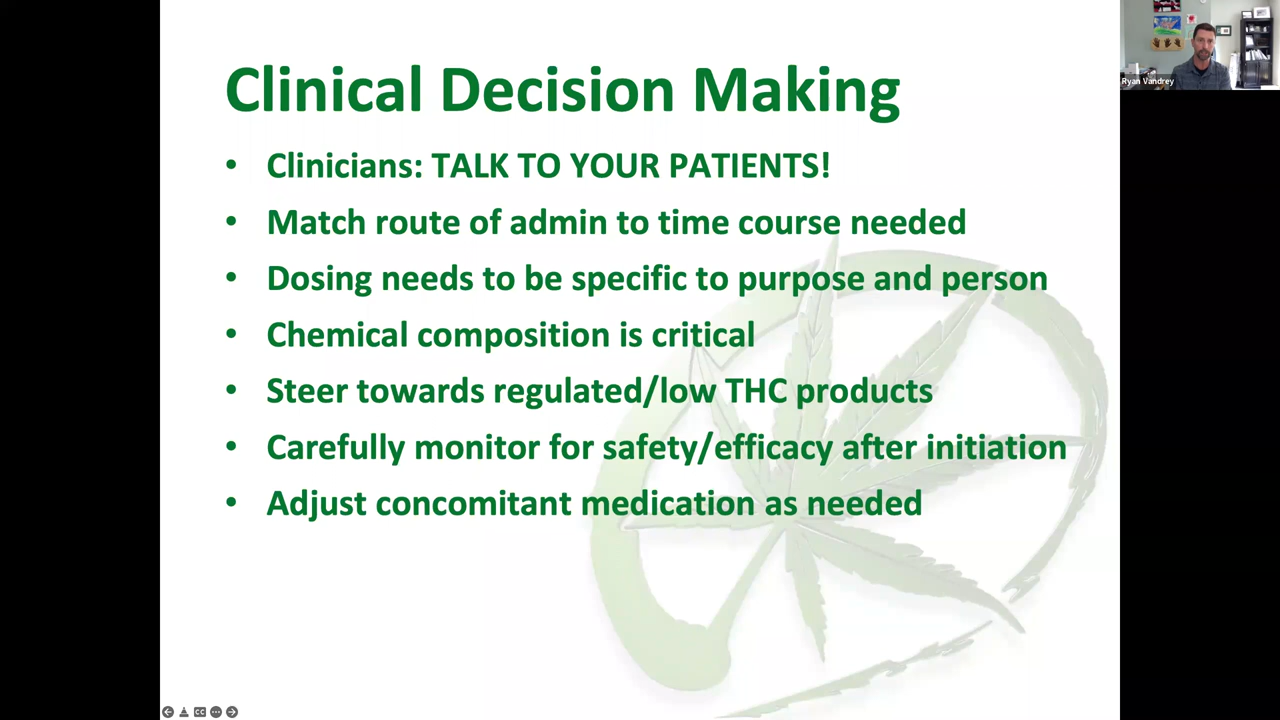 Clinical Decision Making
• Clinicians: TALK TO YOUR PATIENTS!
• Match route of admin to time course needed
• Dosing needs to be specific to purpose and person
• Chemical composition is critical
• Steer towards regulated/low THC products
• Carefully monitor for safety/efficacy after initiation
• Adjust concomitant medication as needed
Ryan Vandrey
CC